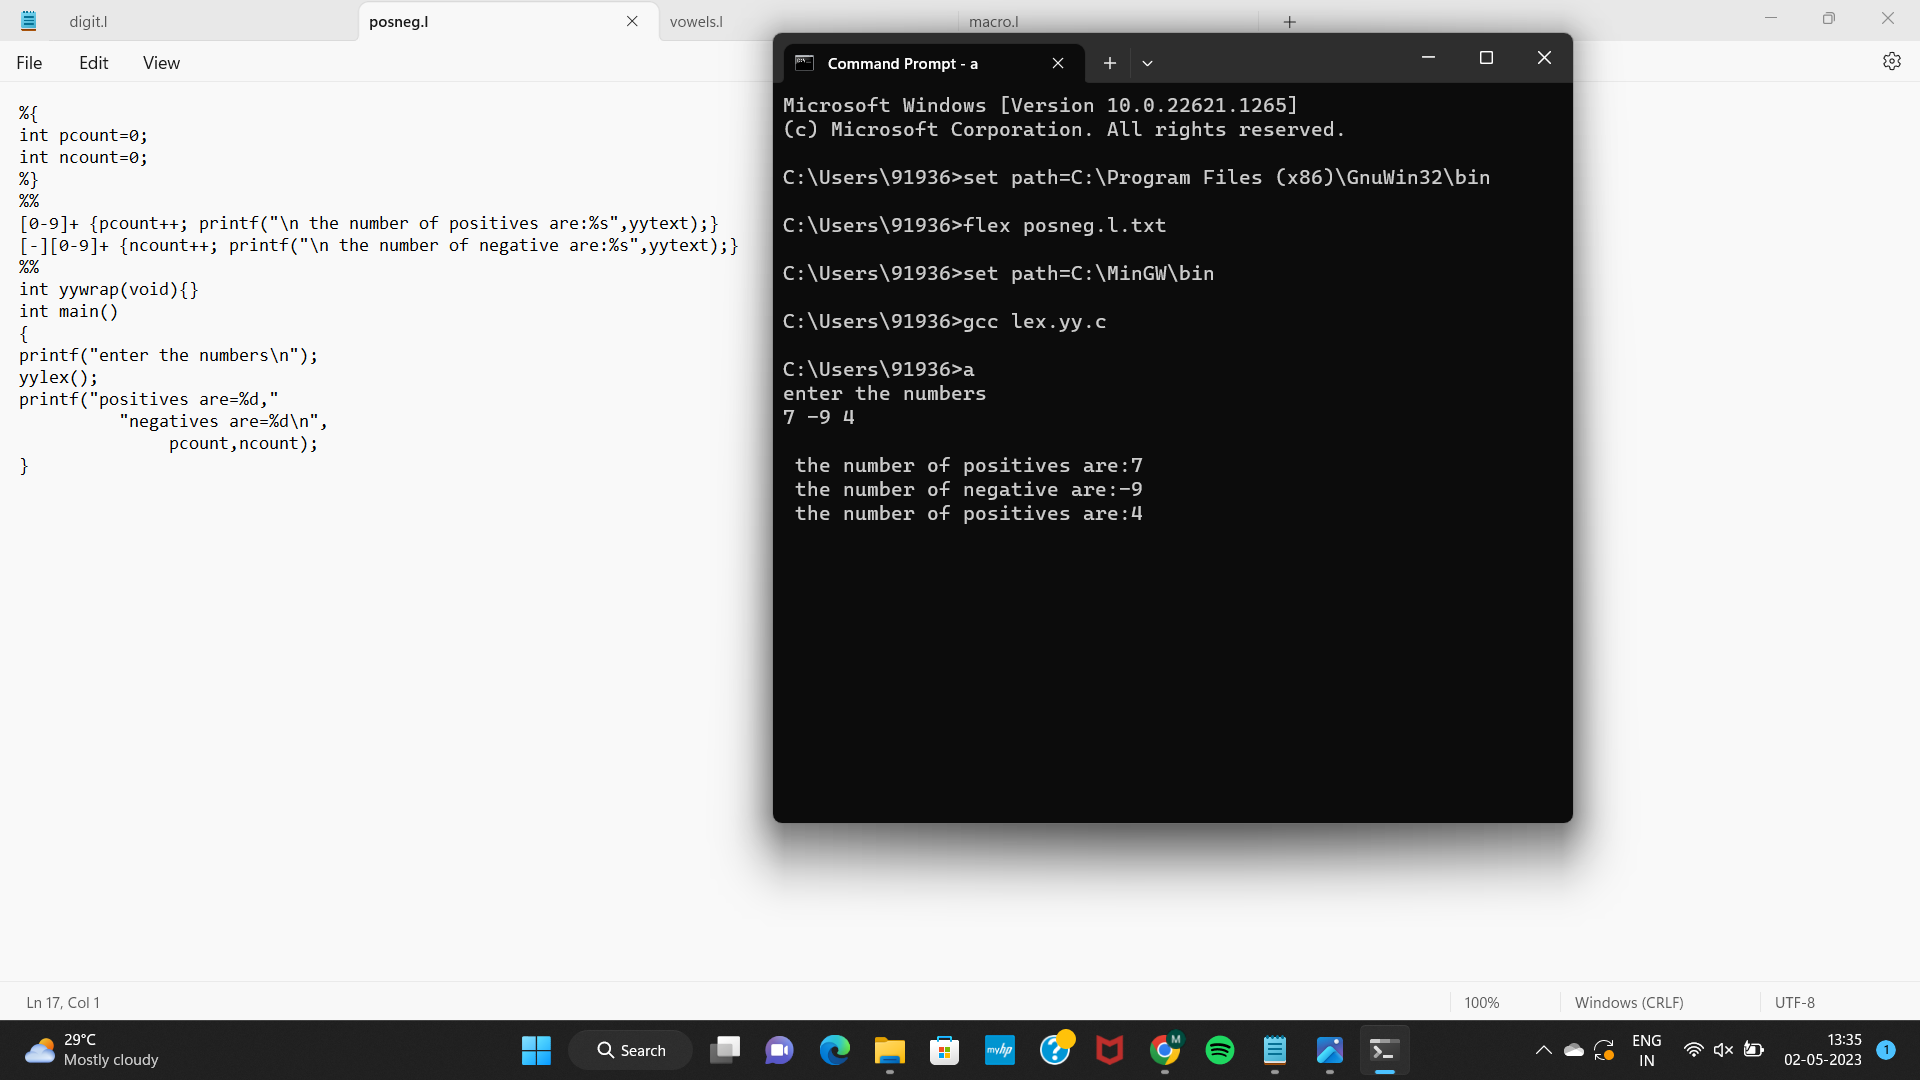 digit.l
posneg.l
vowels.l
macro.l
File Edit View
%{
int pcount=0;
int ncount=0;
%}
%%
[0-9]+ {pcount++; printf("\n the number of positives are:%s",yytext);}
[-][0-9]+ {ncount++; printf("\n the number of negative are:%s",yytext);}
%%
int yywrap(void){}
int main()
{
printf("enter the numbers\n");
yylex();
printf("positives are=%d,"
"negatives are=%d\n",
pcount,ncount);
}
Command Prompt - a
Microsoft Windows [Version 10.0.22621.1265]
(c) Microsoft Corporation. All rights reserved.
C:\Users\91936>set path=C:\Program Files (x86)\GnuWin32\bin
C:\Users\91936>flex posneg.l.txt
C:\Users\91936>set path=C:\MinGW\bin
C:\Users\91936>gcc lex.yy.c
C:\Users\91936>a
enter the numbers
7 -9 4
the number of positives are:7
the number of negative are:-9
the number of positives are:4
Ln 17, Col 1
100%
Windows (CRLF)
UTF-8
29°C
Mostly cloudy
Search
myhp
M
ENG
IN
13:35
02-05-2023
1